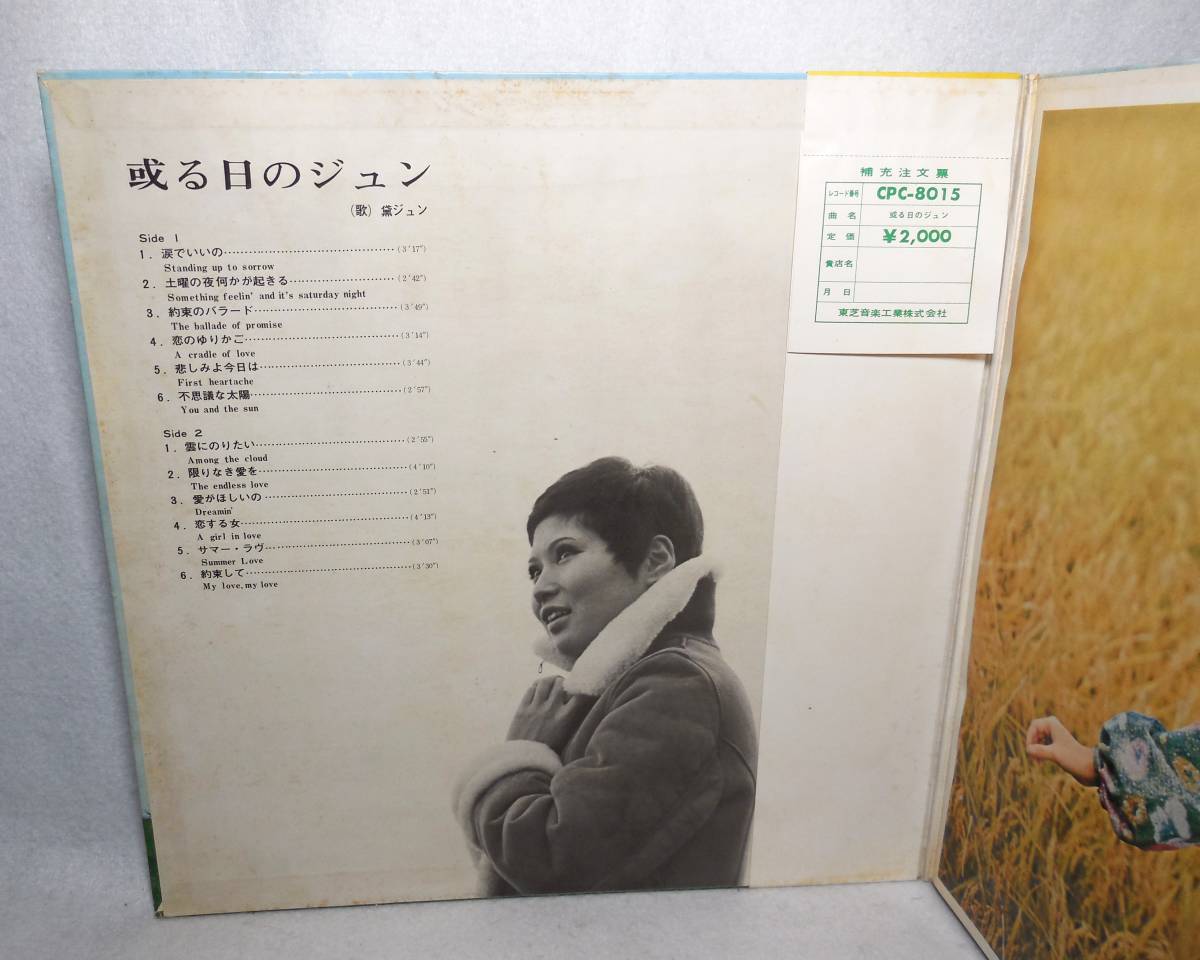 或る日のジュン
(歌) 黛ジュン
Side 1
1. 涙でいいの……(3'17")
Standing up to sorrow
2. 土曜の夜何かが起きる……(2'42")
Something feelin' and it's saturday night
3. 約束のバラード……(3'49")
The ballade of promise
4. 恋のゆりかご……(3'14")
A cradle of love
5. 悲しみよ今日は……(3'44")
First heartache
6. 不思議な太陽……(2'57")
You and the sun
Side 2
1. 雲にのりたい……(2'55")
Among the cloud
2. 限りなき愛を……(4'10")
The endless love
3. 愛がほしいの……(2'51")
Dreamin'
4. 恋する女……(4'13")
A girl in love
5. サマー・ラヴ……(3'07")
Summer Love
6. 約束して……(3'30")
My love, my love
補充注文票
レコード番号 CPC-8015
曲名 或る日のジュン
定価 ¥2,000
貴店名
月日
東芝音楽工業株式会社